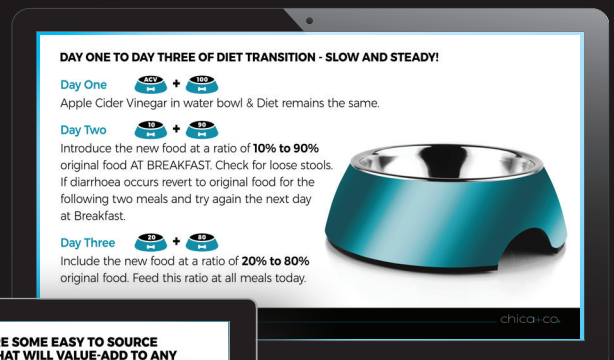 DAY ONE TO DAY THREE OF DIET TRANSITION - SLOW AND STEADY!
Day One ACV + 100
Apple Cider Vinegar in water bowl & Diet remains the same.
Day Two 10 + 90
Introduce the new food at a ratio of 10% to 90%
original food AT BREAKFAST. Check for loose stools.
If diarrhoea occurs revert to original food for the
following two meals and try again the next day
at Breakfast.
Day Three 20 + 80
Include the new food at a ratio of 20% to 80%
original food. Feed this ratio at all meals today.
chica+co.
RE SOME EASY TO SOURCE
HAT WILL VALUE-ADD TO ANY